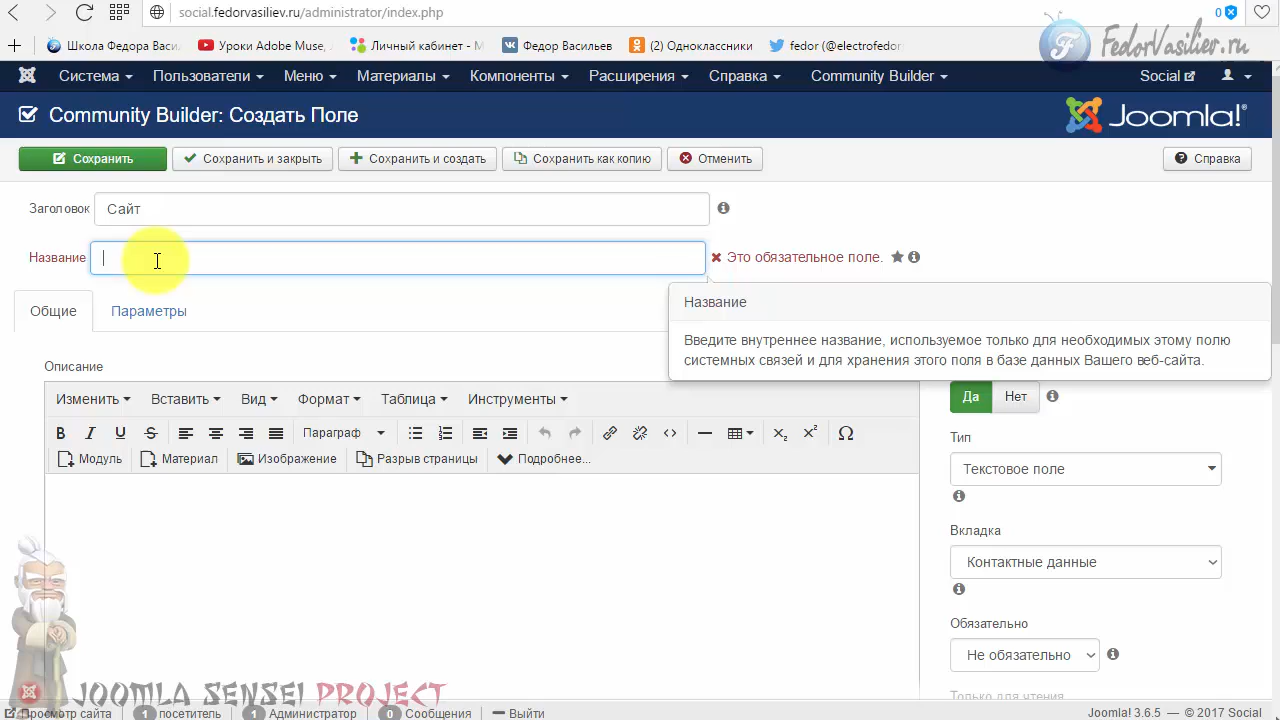 social.fedorvasiliev.ru/administrator/index.php
0
Школа Федора Васи
Уроки Adobe Muse,
Личный кабинет - М
Федор Васильев
(2) Одноклассники
fedor (@electrofedor
FedorVasiliev.ru
Система
Пользователи
Меню
Материалы
Компоненты
Расширения
Справка
Community Builder
Social
Community Builder: Создать Поле
Joomla!®
Сохранить
Сохранить и закрыть
Сохранить и создать
Сохранить как копию
Отменить
Справка
Заголовок
Сайт
Название
Это обязательное поле.
Общие
Параметры
Название
Введите внутреннее название, используемое только для необходимых этому полю
системных связей и для хранения этого поля в базе данных Вашего веб-сайта.
Описание
Изменить
Вставить
Вид
Формат
Таблица
Инструменты
Параграф
Модуль
Материал
Изображение
Разрыв страницы
Подробнее...
Да
Нет
Тип
Текстовое поле
Вкладка
Контактные данные
Обязательно
Не обязательно
Только для чтения
JOOMLA SENSEI PROJECT
Просмотр сайта
1 посетитель
1 Администратор
0 Сообщения
Выйти
Joomla! 3.6.5 — © 2017 Social